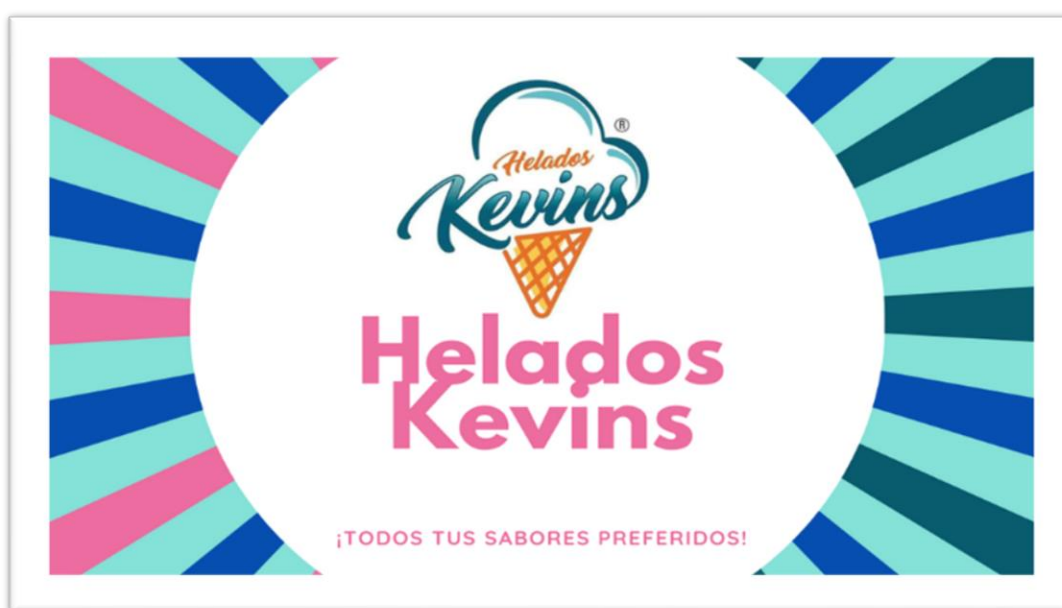 ®
Helados
Kevins
Helados
Kevins
¡TODOS TUS SABORES PREFERIDOS!